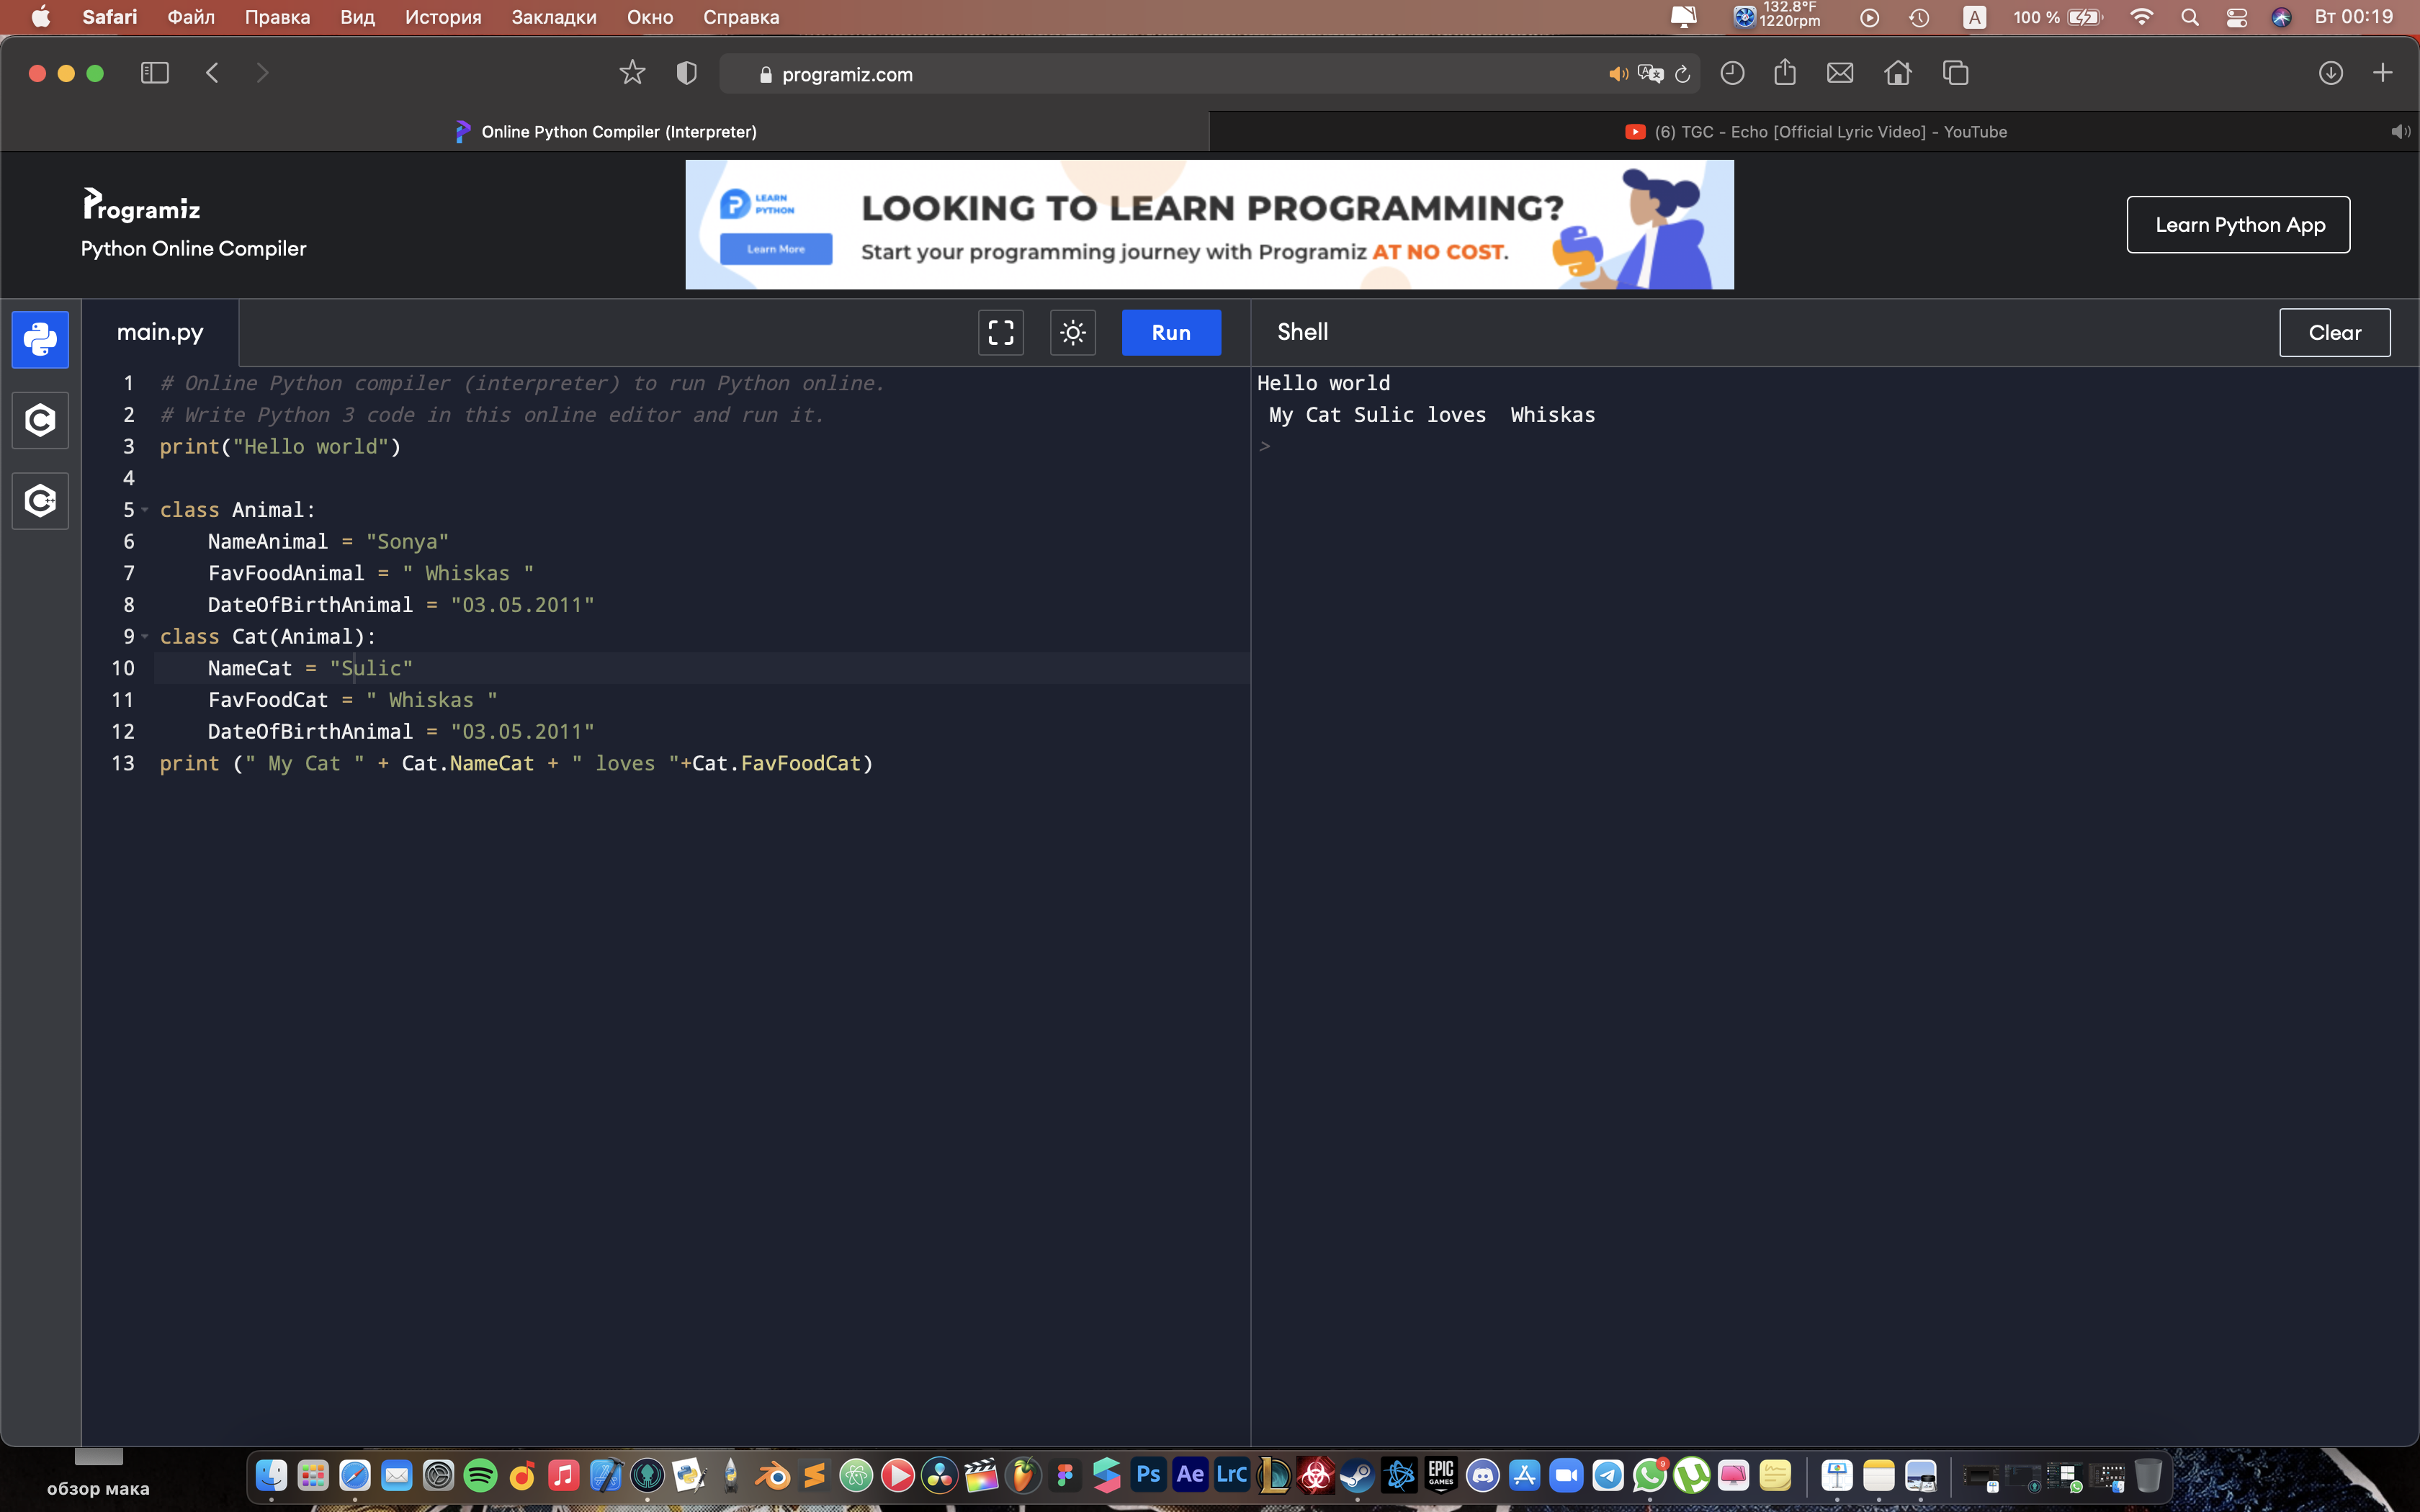 Safari Файл Правка Вид История Закладки Окно Справка 132.8°F 1220rpm A 100 % Вт 00:19
programiz.com
Online Python Compiler (Interpreter) (6) TGC - Echo [Official Lyric Video] - YouTube
Programiz
Python Online Compiler
LEARN PYTHON
Learn More
LOOKING TO LEARN PROGRAMMING?
Start your programming journey with Programiz AT NO COST.
Learn Python App
main.py Run Shell Clear
1 # Online Python compiler (interpreter) to run Python online.
2 # Write Python 3 code in this online editor and run it.
3 print("Hello world")
4
5 class Animal:
6 NameAnimal = "Sonya"
7 FavFoodAnimal = " Whiskas "
8 DateOfBirthAnimal = "03.05.2011"
9 class Cat(Animal):
10 NameCat = "Sulic"
11 FavFoodCat = " Whiskas "
12 DateOfBirthAnimal = "03.05.2011"
13 print (" My Cat " + Cat.NameCat + " loves "+Cat.FavFoodCat)
Hello world
My Cat Sulic loves  Whiskas
>
обзор мака
Ps Ae LrC EPIC GAMES 9